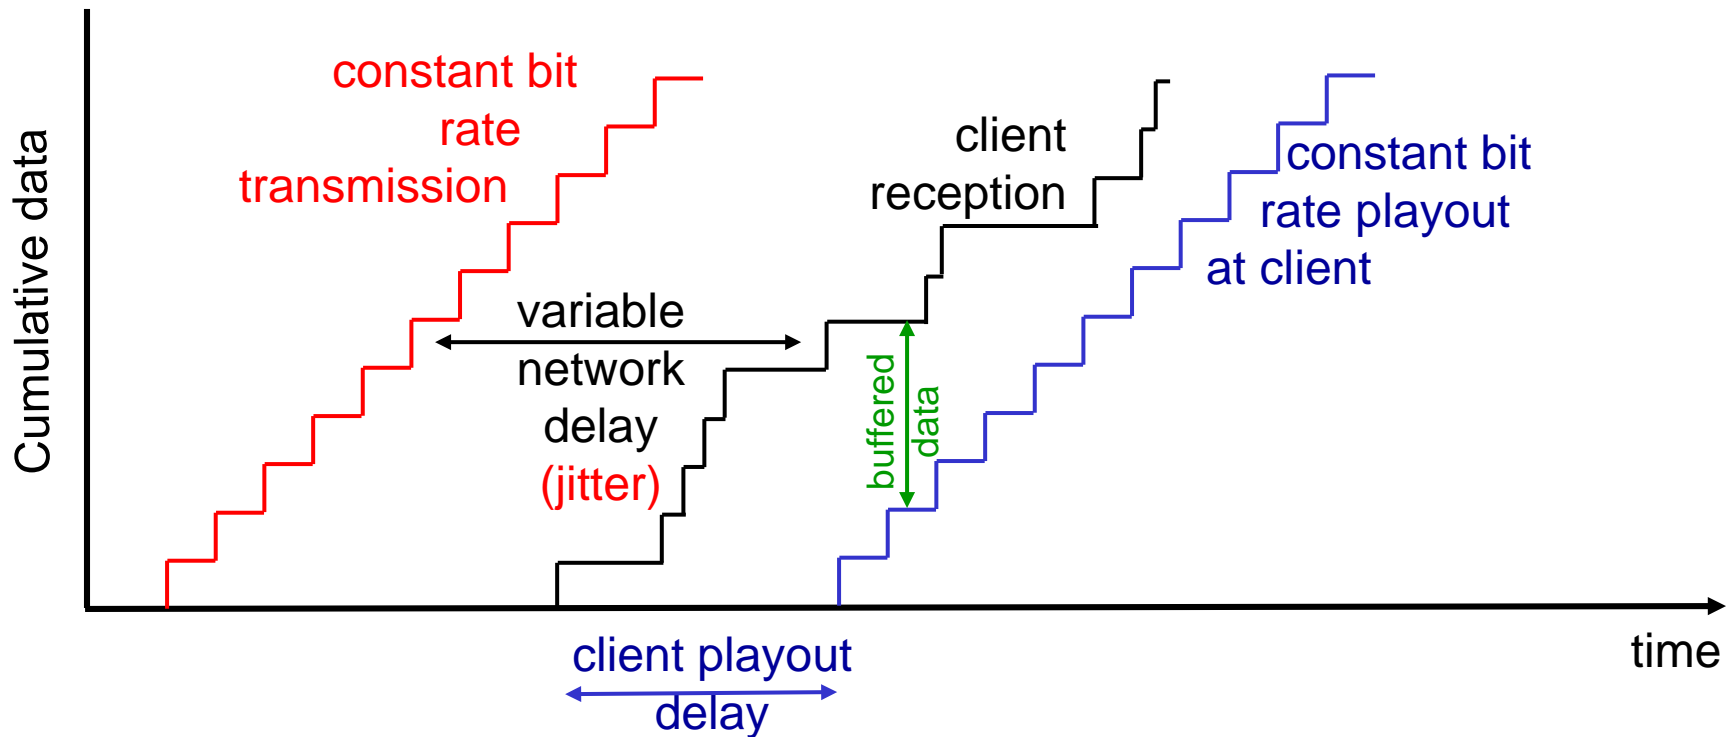 constant bit
rate
transmission
client
reception
constant bit
rate playout
at client
variable
network
delay
(jitter)
buffered
data
Cumulative data
time
client playout
delay